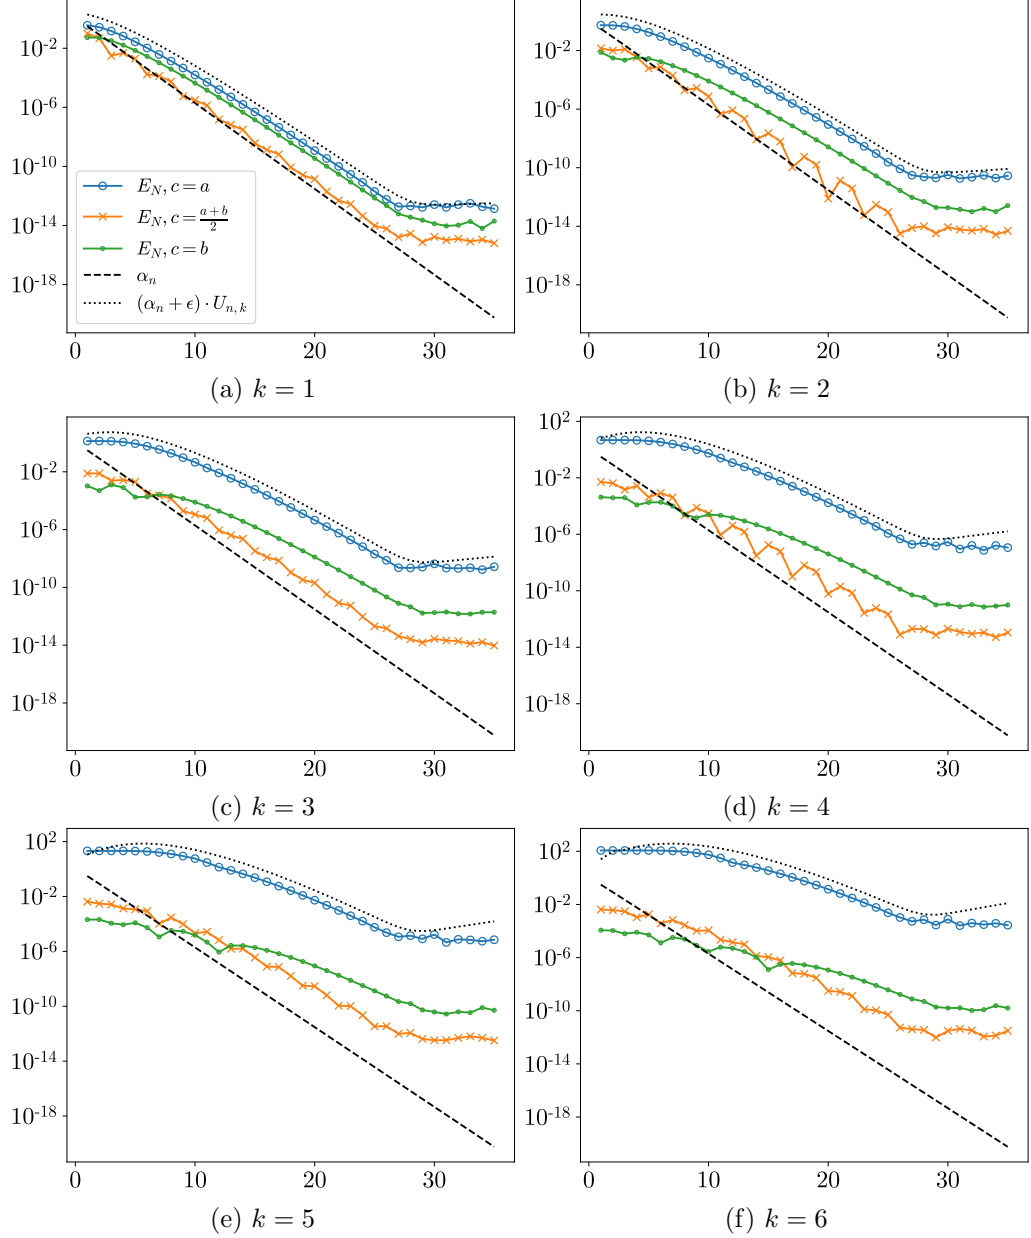 10^-2
10^-6
10^-10
10^-14
10^-18
E_N, c = a
E_N, c = \frac{a+b}{2}
E_N, c = b
α_n
(α_n + ϵ) · U_{n,k}
0 10 20 30
(a) k = 1
10^-2
10^-6
10^-10
10^-14
10^-18
0 10 20 30
(b) k = 2
10^-2
10^-6
10^-10
10^-14
10^-18
0 10 20 30
(c) k = 3
10^2
10^-2
10^-6
10^-10
10^-14
10^-18
0 10 20 30
(d) k = 4
10^2
10^-2
10^-6
10^-10
10^-14
10^-18
0 10 20 30
(e) k = 5
10^2
10^-2
10^-6
10^-10
10^-14
10^-18
0 10 20 30
(f) k = 6